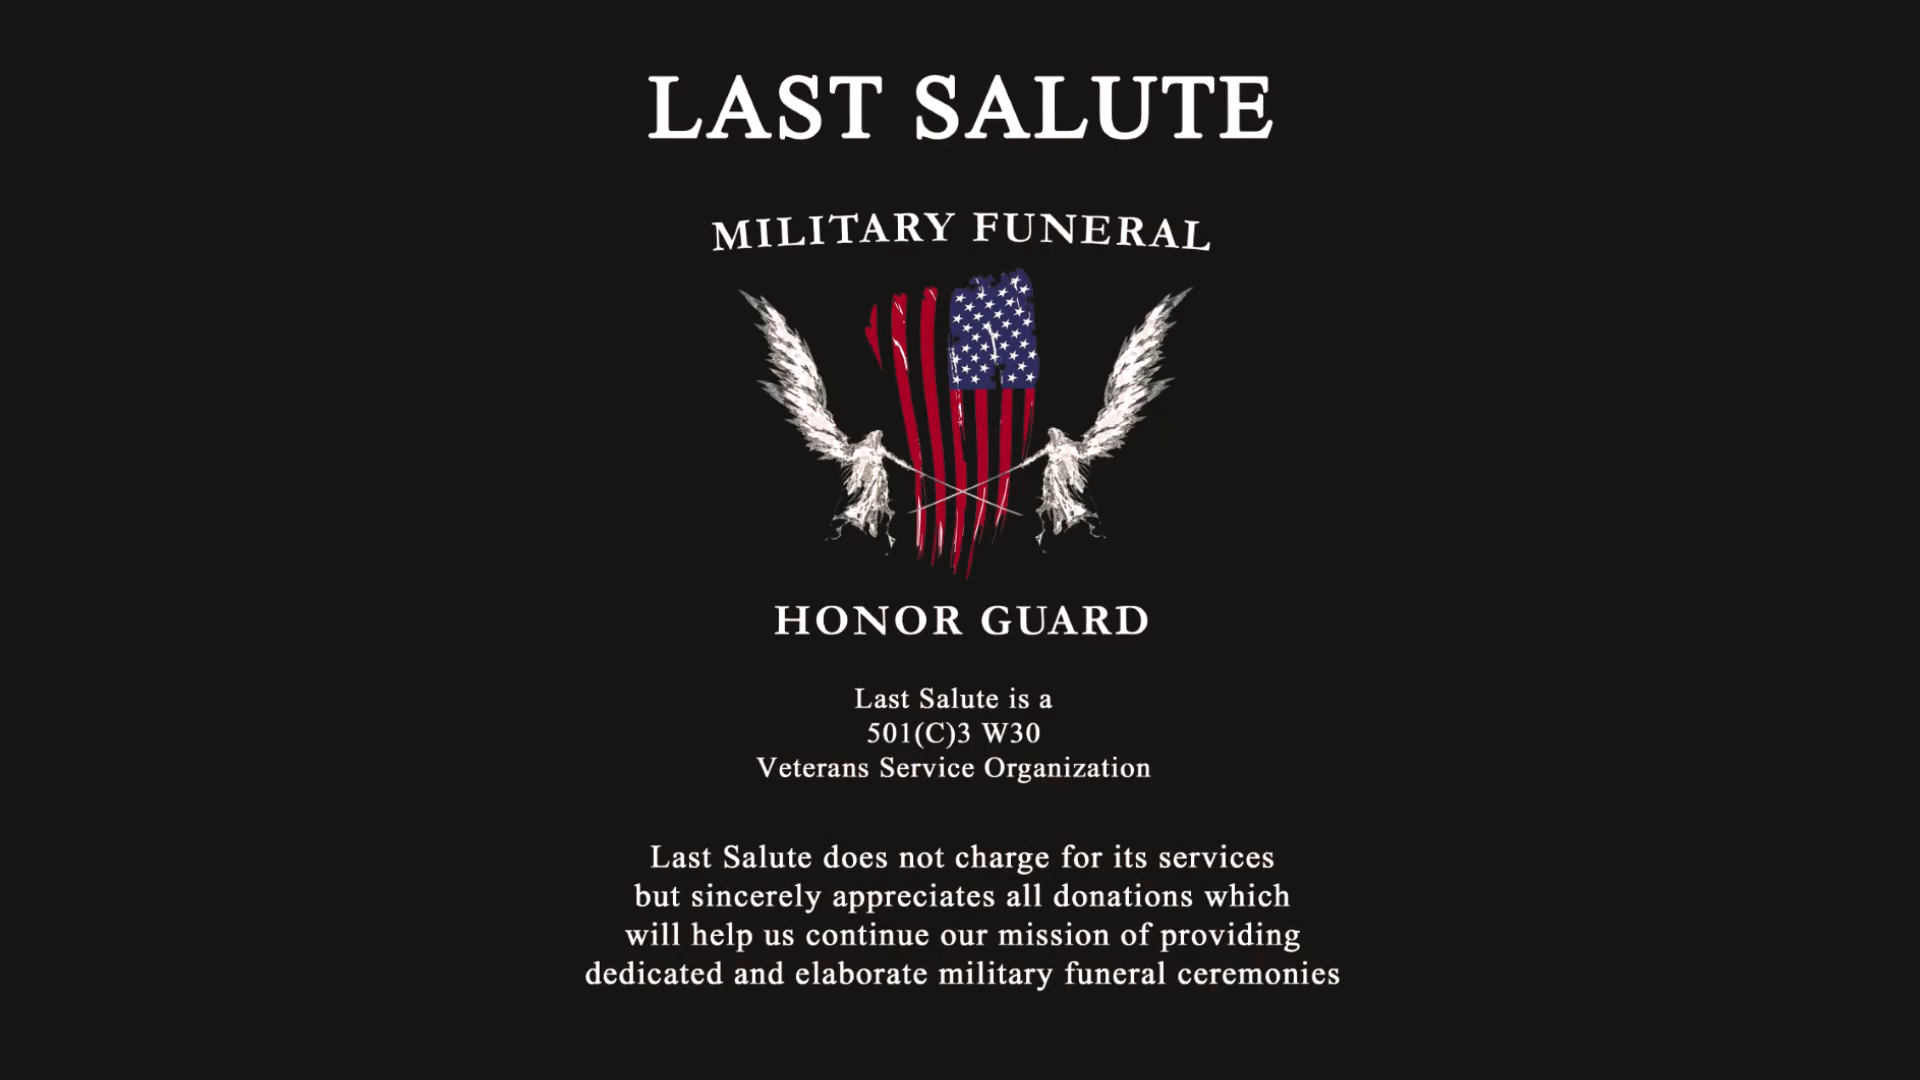 LAST SALUTE
MILITARY FUNERAL
HONOR GUARD
Last Salute is a
501(C)3 W30
Veterans Service Organization
Last Salute does not charge for its services
but sincerely appreciates all donations which
will help us continue our mission of providing
dedicated and elaborate military funeral ceremonies